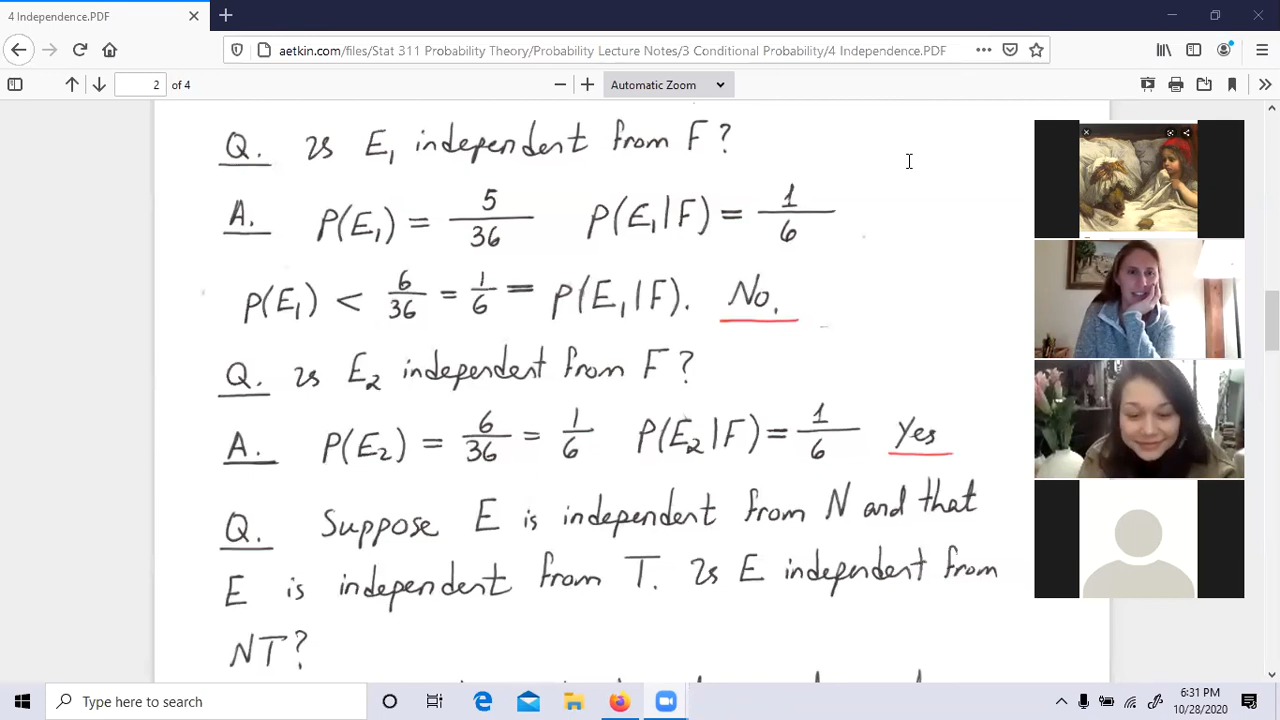 4 Independence.PDF
aetkin.com/files/Stat 311 Probability Theory/Probability Lecture Notes/3 Conditional Probability/4 Independence.PDF
2 of 4
Automatic Zoom
Q. Is E₁ independent from F?
A. P(E₁) = 5/36 P(E₁|F) = 1/6
P(E₁) < 6/36 = 1/6 = P(E₁|F). No.
Q. Is E₂ independent from F?
A. P(E₂) = 6/36 = 1/6 P(E₂|F) = 1/6 Yes
Q. Suppose E is independent from N and that
E is independent from T. Is E independent from
NT?
Type here to search
6:31 PM
10/28/2020